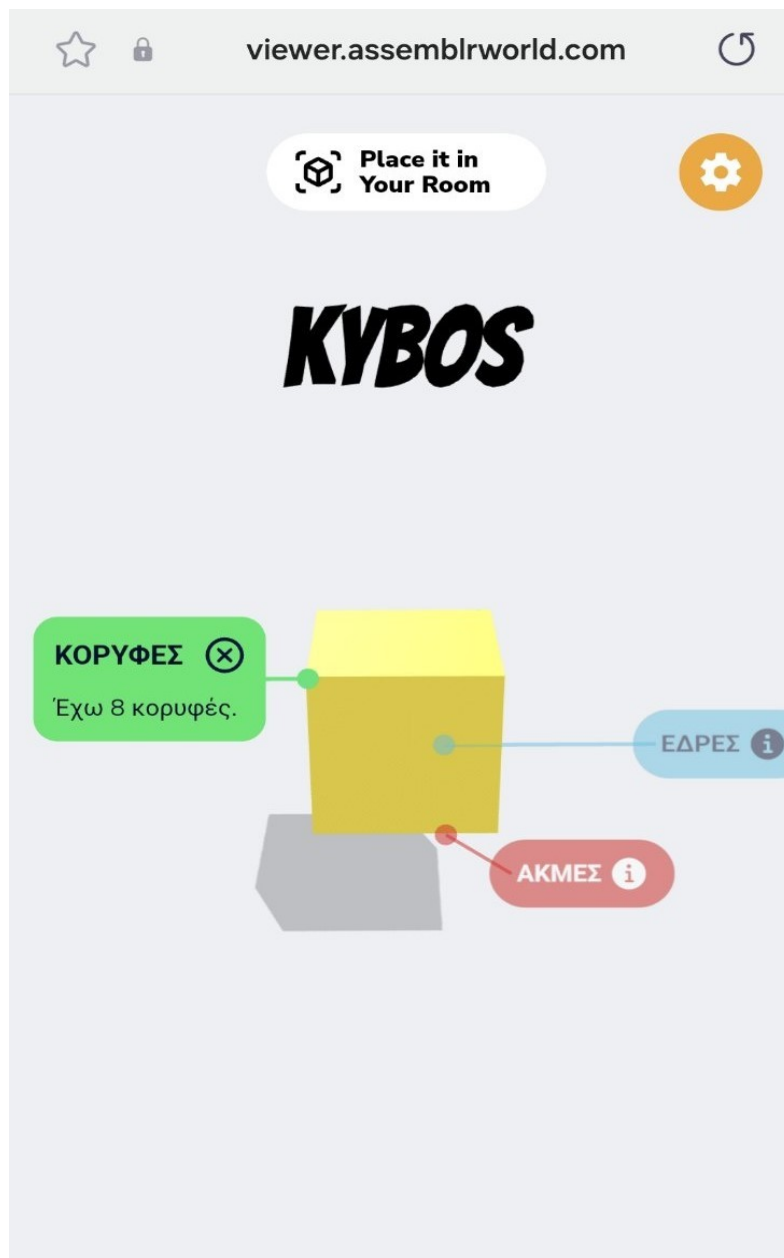 viewer.assemblrworld.com
Place it in
Your Room
KYBOS
ΚΟΡΥΦΕΣ
Έχω 8 κορυφές.
ΕΔΡΕΣ
ΑΚΜΕΣ